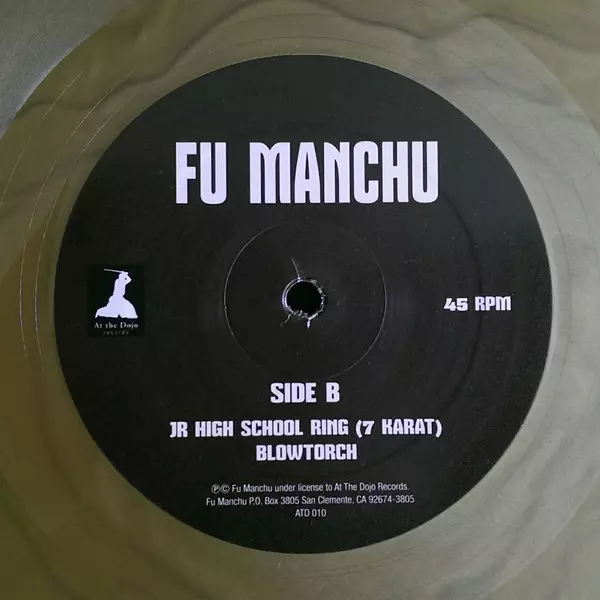 FU MANCHU
At the Dojo
records
45 RPM
SIDE B
JR HIGH SCHOOL RING (7 KARAT)
BLOWTORCH
℗© Fu Manchu under license to At The Dojo Records.
Fu Manchu P.O. Box 3805 San Clemente, CA 92674-3805
ATD 010